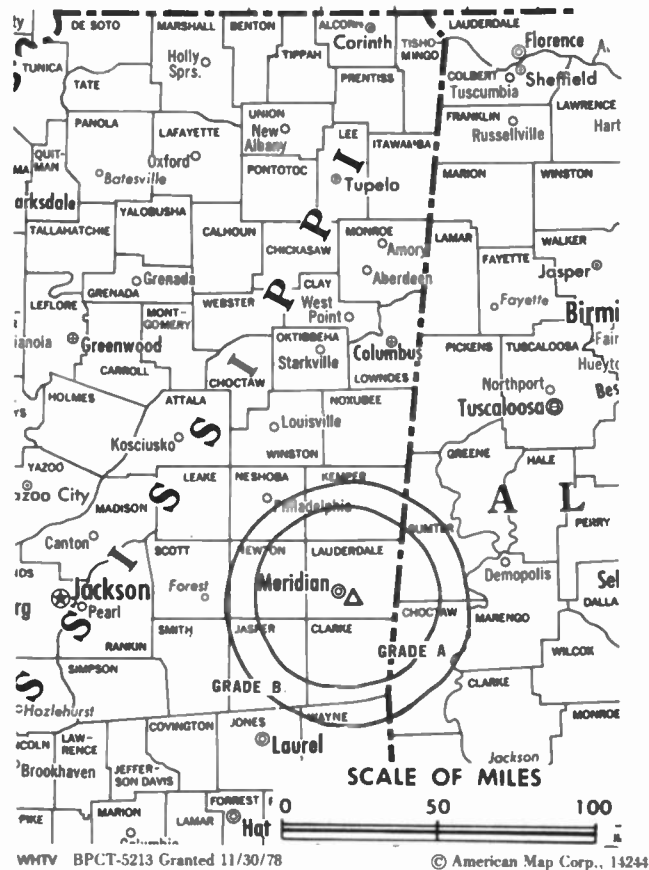 DE SOTO MARSHALL BENTON ALCORN LAUDERDALE
Corinth Florence
TIPPAH TISHO-
MINGO
Holly
Sprs.
TUNICA
COLBERT Sheffield
TATE PRENTISS Tuscumbia
LAWRENCE
PANOLA UNION FRANKLIN
LAFAYETTE New
Albany LEE Russellville Hart
ITAWAMBA
QUIT-
MAN Oxford
Batesville PONTOTOC MARION WINSTON
Tupelo
arksdale
YALOBUSHA
TALLAHATCHIE CALHOUN MONROE LAMAR WALKER
CHICKASAW Amory
FAYETTE
Jasper
Grenada CLAY Aberdeen
GRENADA
LEFLORE WEBSTER West
Point Fayette
MONT-
GOMERY
Birmi
OKTIBBEHA
Greenwood Columbus PICKENS TUSCALOOSA Fair
Starkville
CARROLL Hueyto
CHOCTAW LOWNDES
HOLMES ATTALA NOXUBEE Northport Bes
Tuscaloosa
Louisville
Kosciusko
WINSTON GREENE HALE
YAZOO LEAKE NESHOBA KEMPER
azoo City
MADISON Philadelphia
PERRY
Canton SUMTER
SCOTT NEWTON LAUDERDALE
Demopolis
Meridian Sel
Forest
Jackson DALLA
Pearl CHOCTAW MARENGO
SMITH JASPER CLARKE
RANKIN WILCOX
GRADE A
SIMPSON
GRADE B CLARKE
Hazlehurst
WAYNE MONROE
COVINGTON JONES
NCOLN LAW-
RENCE Laurel
Jackson
Brookhaven JEFFER-
SON DAVIS
SCALE OF MILES
FORREST
PIKE MARION LAMAR 0 50 100
Hat
Columbia
S S I S S I P P I
A L
WHTV BPCT-5213 Granted 11/30/78 © American Map Corp., 14244